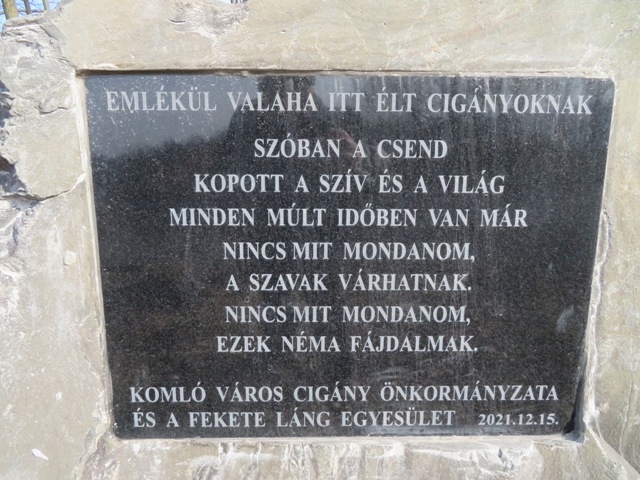 EMLÉKÜL VALAHA ITT ÉLT CIGÁNYOKNAK
SZÓBAN A CSEND
KOPOTT A SZÍV ÉS A VILÁG
MINDEN MÚLT IDŐBEN VAN MÁR
NINCS MIT MONDANOM,
A SZAVAK VÁRHATNAK.
NINCS MIT MONDANOM,
EZEK NÉMA FÁJDALMAK.
KOMLÓ VÁROS CIGÁNY ÖNKORMÁNYZATA
ÉS A FEKETE LÁNG EGYESÜLET 2021.12.15.